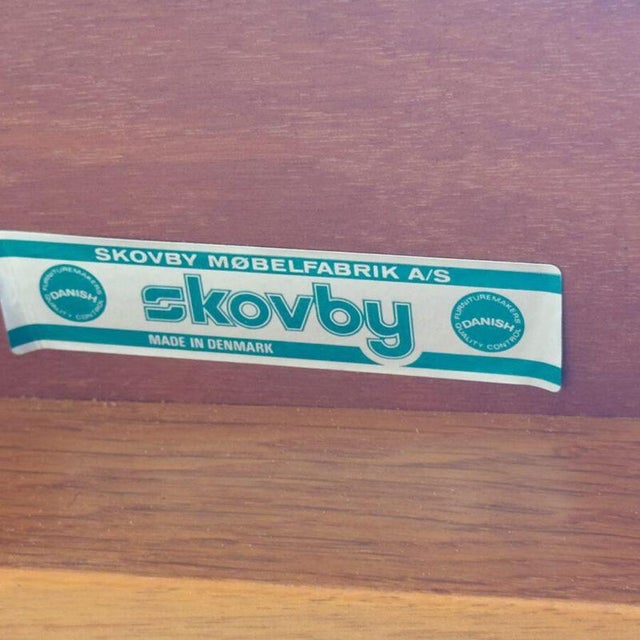 SKOVBY MØBELFABRIK A/S
FURNITUREMAKERS
DANISH
QUALITY CONTROL
skovby
FURNITUREMAKERS
DANISH
QUALITY CONTROL
MADE IN DENMARK